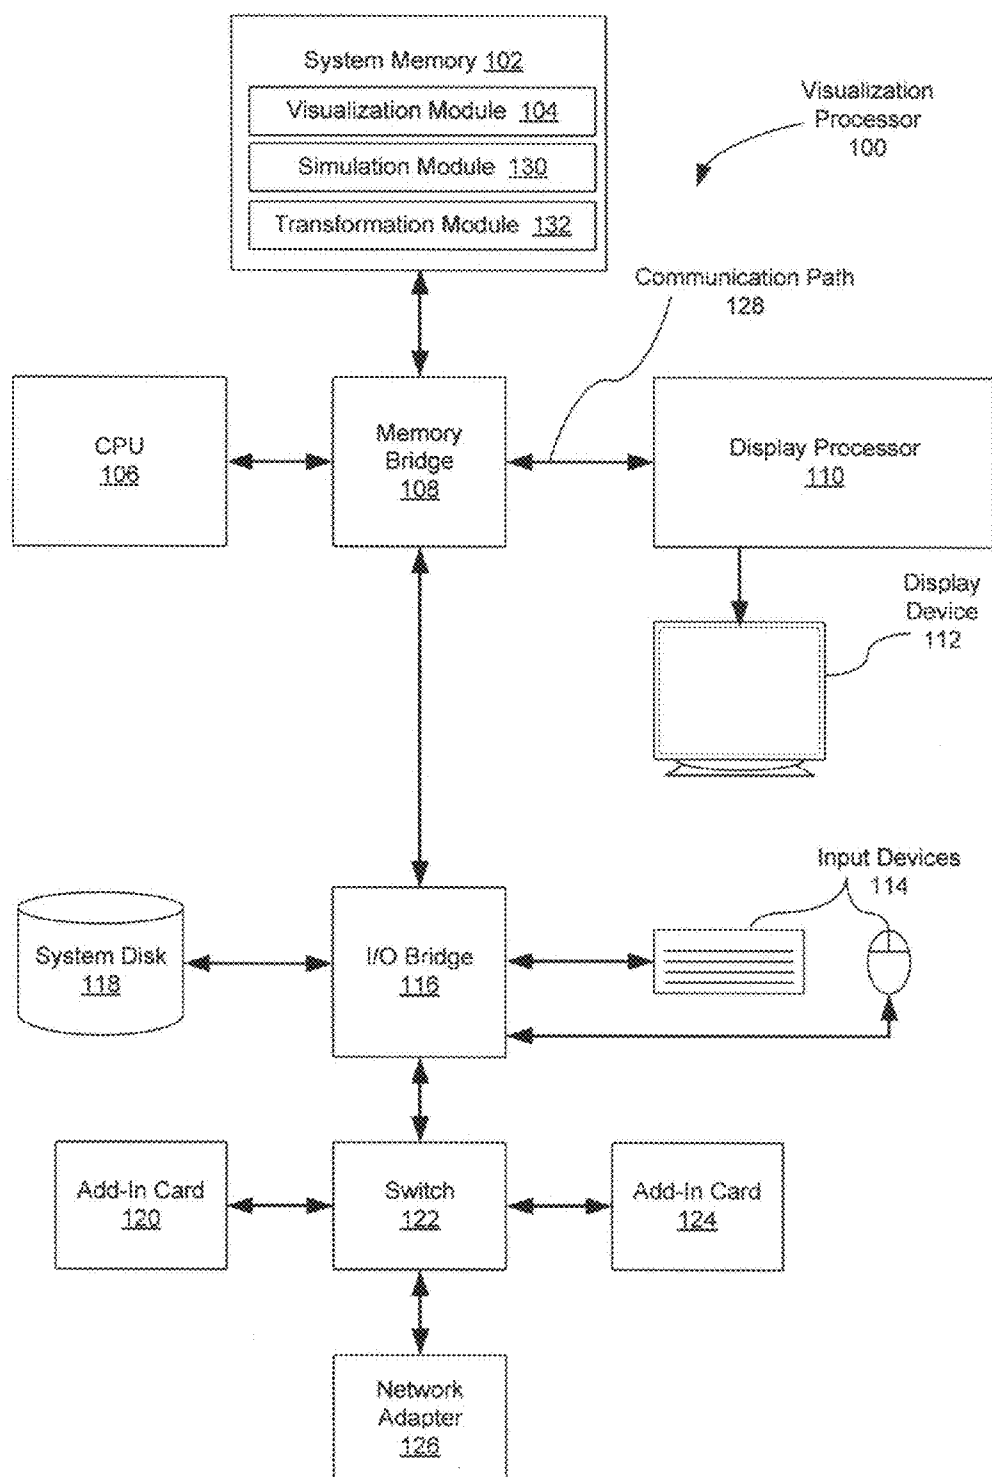 System Memory 102
Visualization Module 104
Simulation Module 130
Transformation Module 132
Visualization
Processor
100
Communication Path
128
CPU
106
Memory
Bridge
108
Display Processor
110
Display
Device
112
System Disk
118
I/O Bridge
116
Input Devices
114
Add-In Card
120
Switch
122
Add-In Card
124
Network
Adapter
126